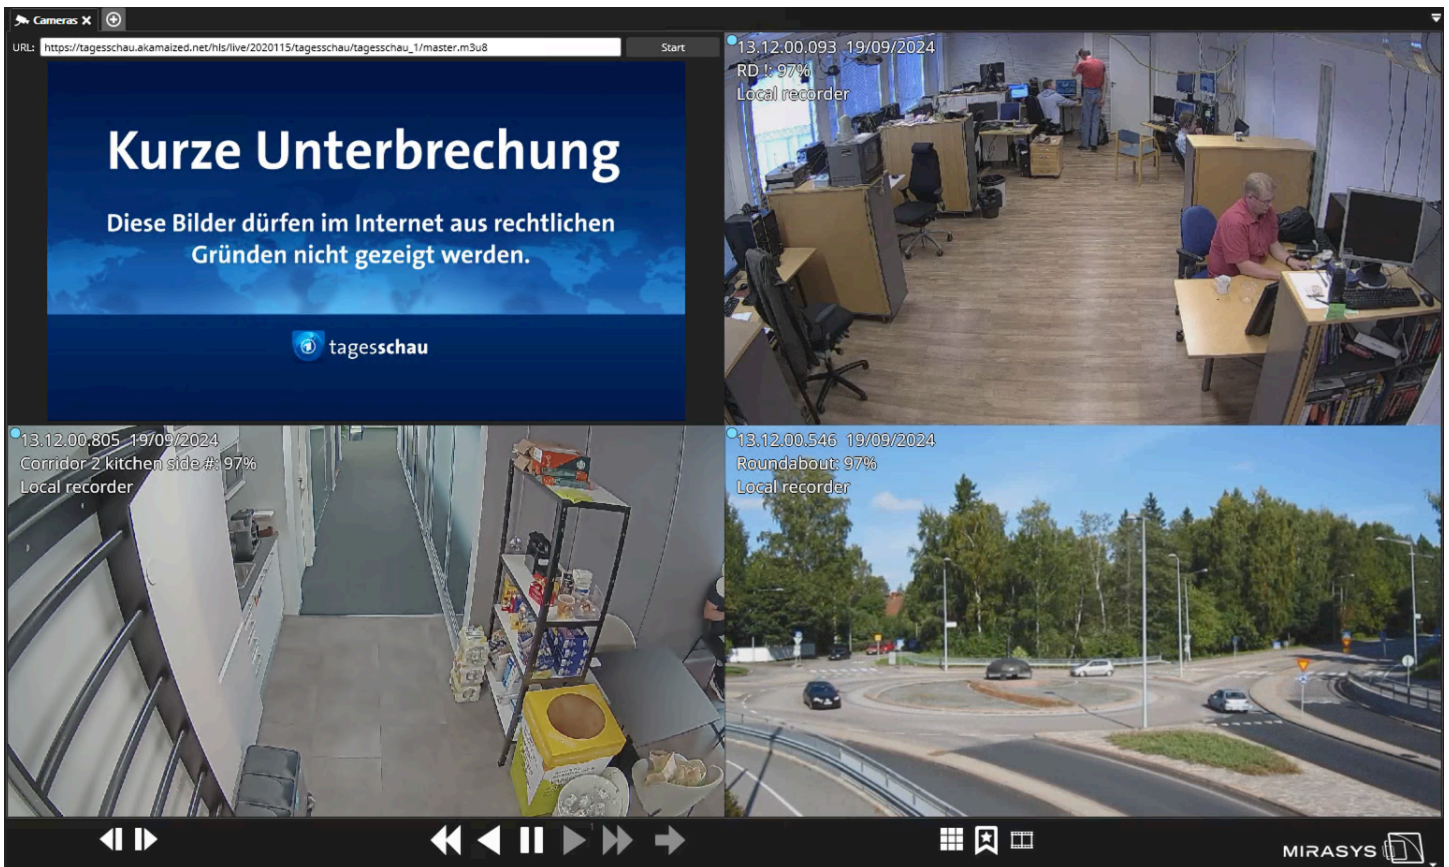 Cameras X
URL: https://tagesschau.akamaized.net/hls/live/2020115/tagesschau/tagesschau_1/master.m3u8 Start
Kurze Unterbrechung
Diese Bilder dürfen im Internet aus rechtlichen
Gründen nicht gezeigt werden.
tagesschau
13.12.00.093 19/09/2024
RD !: 97%
Local recorder
13.12.00.805 19/09/2024
Corridor 2 kitchen side #: 97%
Local recorder
13.12.00.546 19/09/2024
Roundabout: 97%
Local recorder
1
MIRASYS